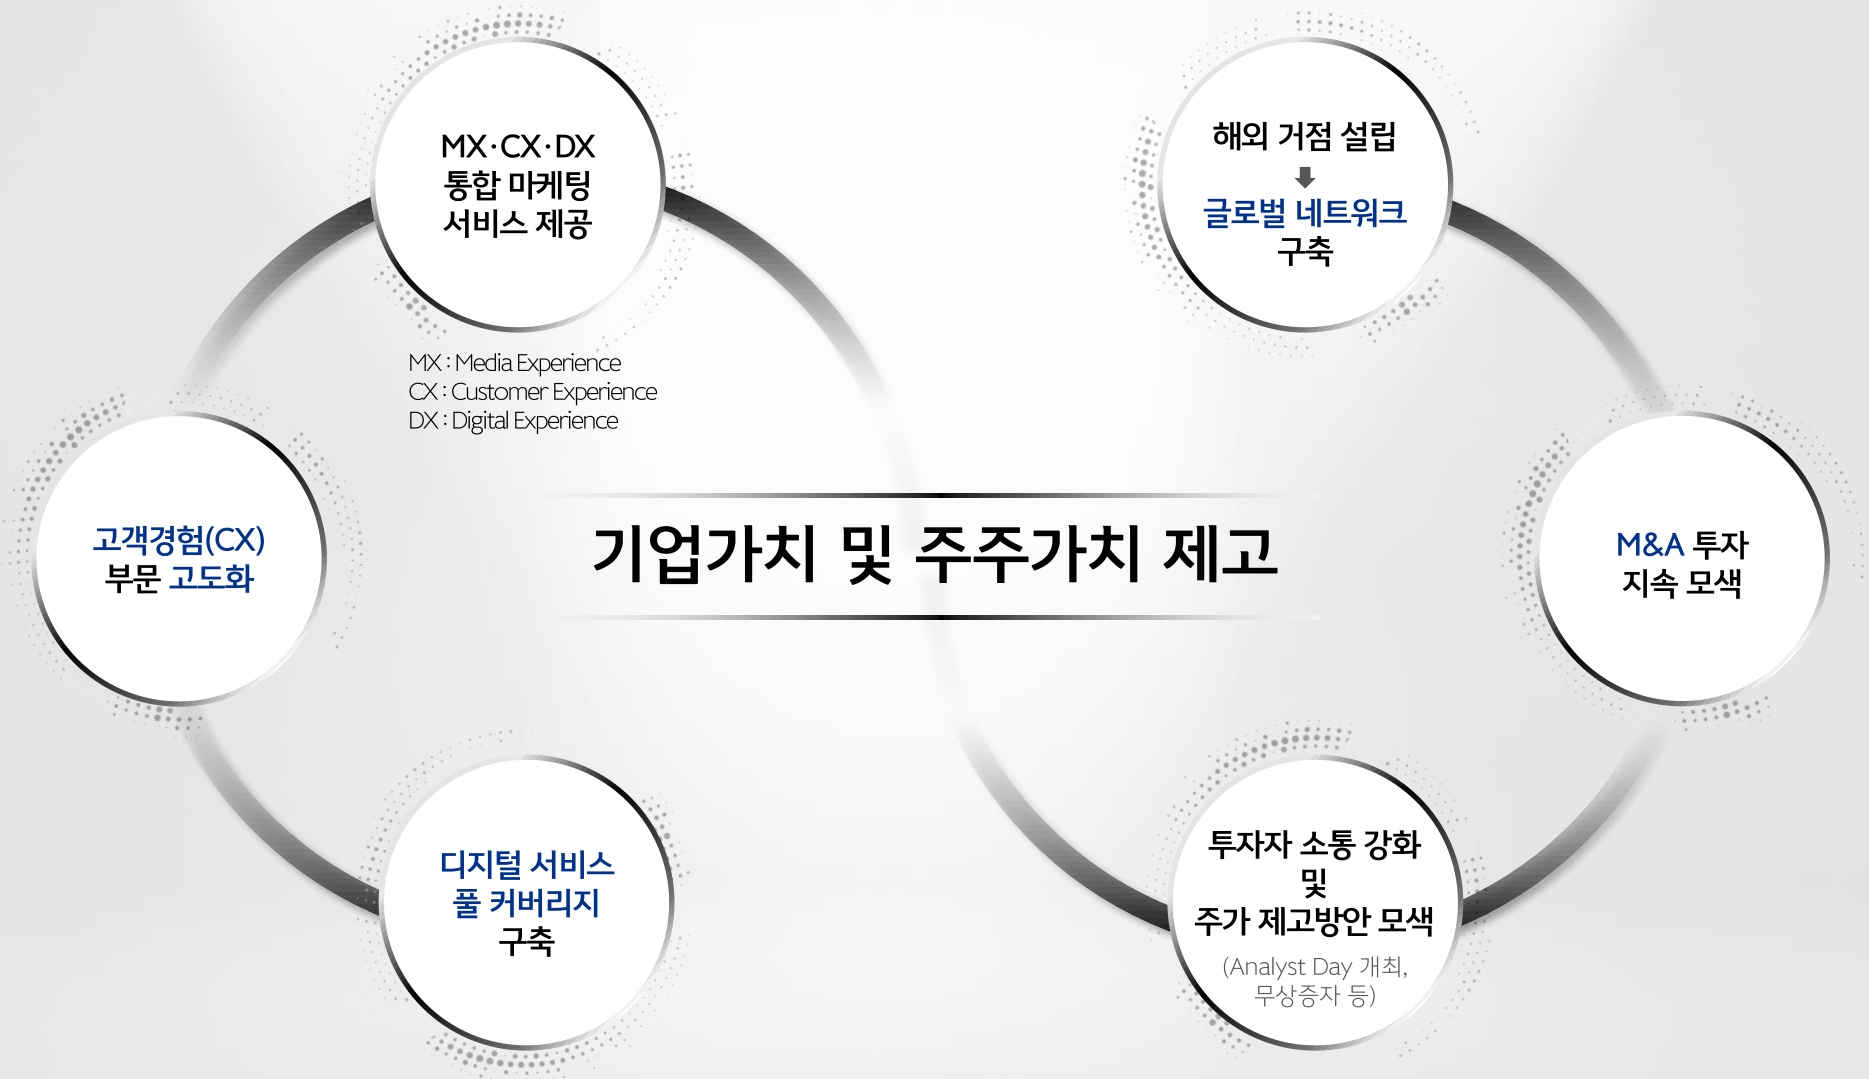 MX·CX·DX
통합 마케팅
서비스 제공
MX : Media Experience
CX : Customer Experience
DX : Digital Experience
해외 거점 설립
글로벌 네트워크
구축
고객경험(CX)
부문 고도화
기업가치 및 주주가치 제고
M&A 투자
지속 모색
디지털 서비스
풀 커버리지
구축
투자자 소통 강화
및
주가 제고방안 모색
(Analyst Day 개최,
무상증자 등)